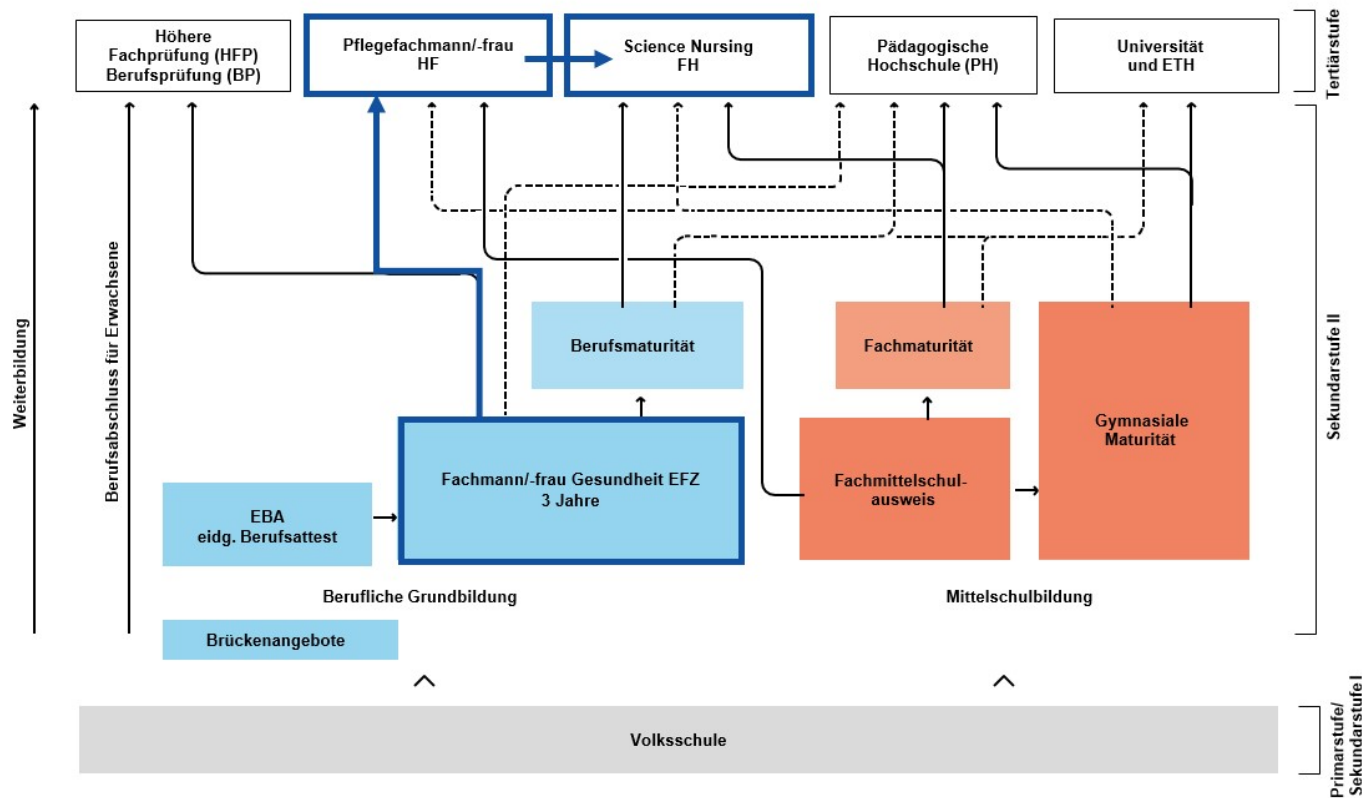 Höhere
Fachprüfung (HFP)
Berufsprüfung (BP)
Pflegefachmann/-frau
HF
Science Nursing
FH
Pädagogische
Hochschule (PH)
Universität
und ETH
Tertiärstufe
Weiterbildung
Berufsabschluss für Erwachsene
Berufsmaturität
Fachmaturität
Gymnasiale
Maturität
Fachmann/-frau Gesundheit EFZ
3 Jahre
Fachmittelschul-
ausweis
EBA
eidg. Berufsattest
Sekundarstufe II
Berufliche Grundbildung
Mittelschulbildung
Brückenangebote
Volksschule
Primarstufe/
Sekundarstufe I